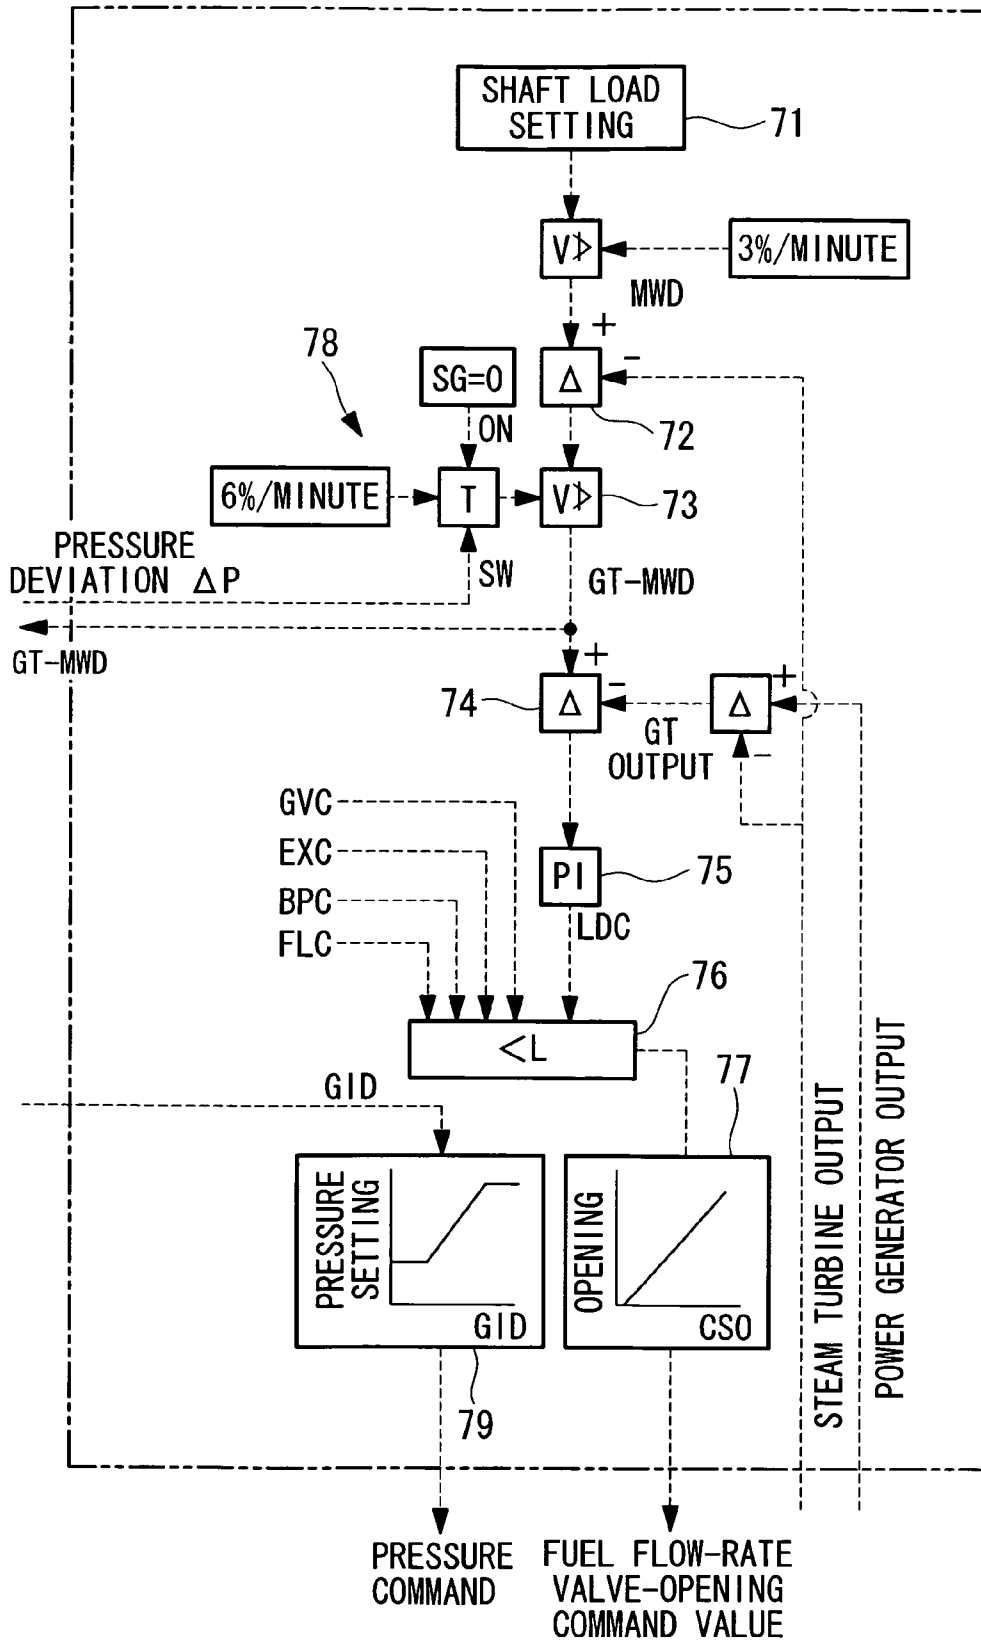 SHAFT LOAD
SETTING
71
V≯
3%/MINUTE
MWD
+
−
78
SG=0
Δ
ON
72
6%/MINUTE
T
V≯
73
PRESSURE
DEVIATION ΔP
SW
GT-MWD
GT-MWD
+
−
+
74
Δ
Δ
GT
OUTPUT
−
GVC
EXC
PI
75
BPC
LDC
FLC
76
<L
GID
77
PRESSURE
SETTING
GID
OPENING
CSO
STEAM TURBINE OUTPUT
POWER GENERATOR OUTPUT
79
PRESSURE
COMMAND
FUEL FLOW-RATE
VALVE-OPENING
COMMAND VALUE